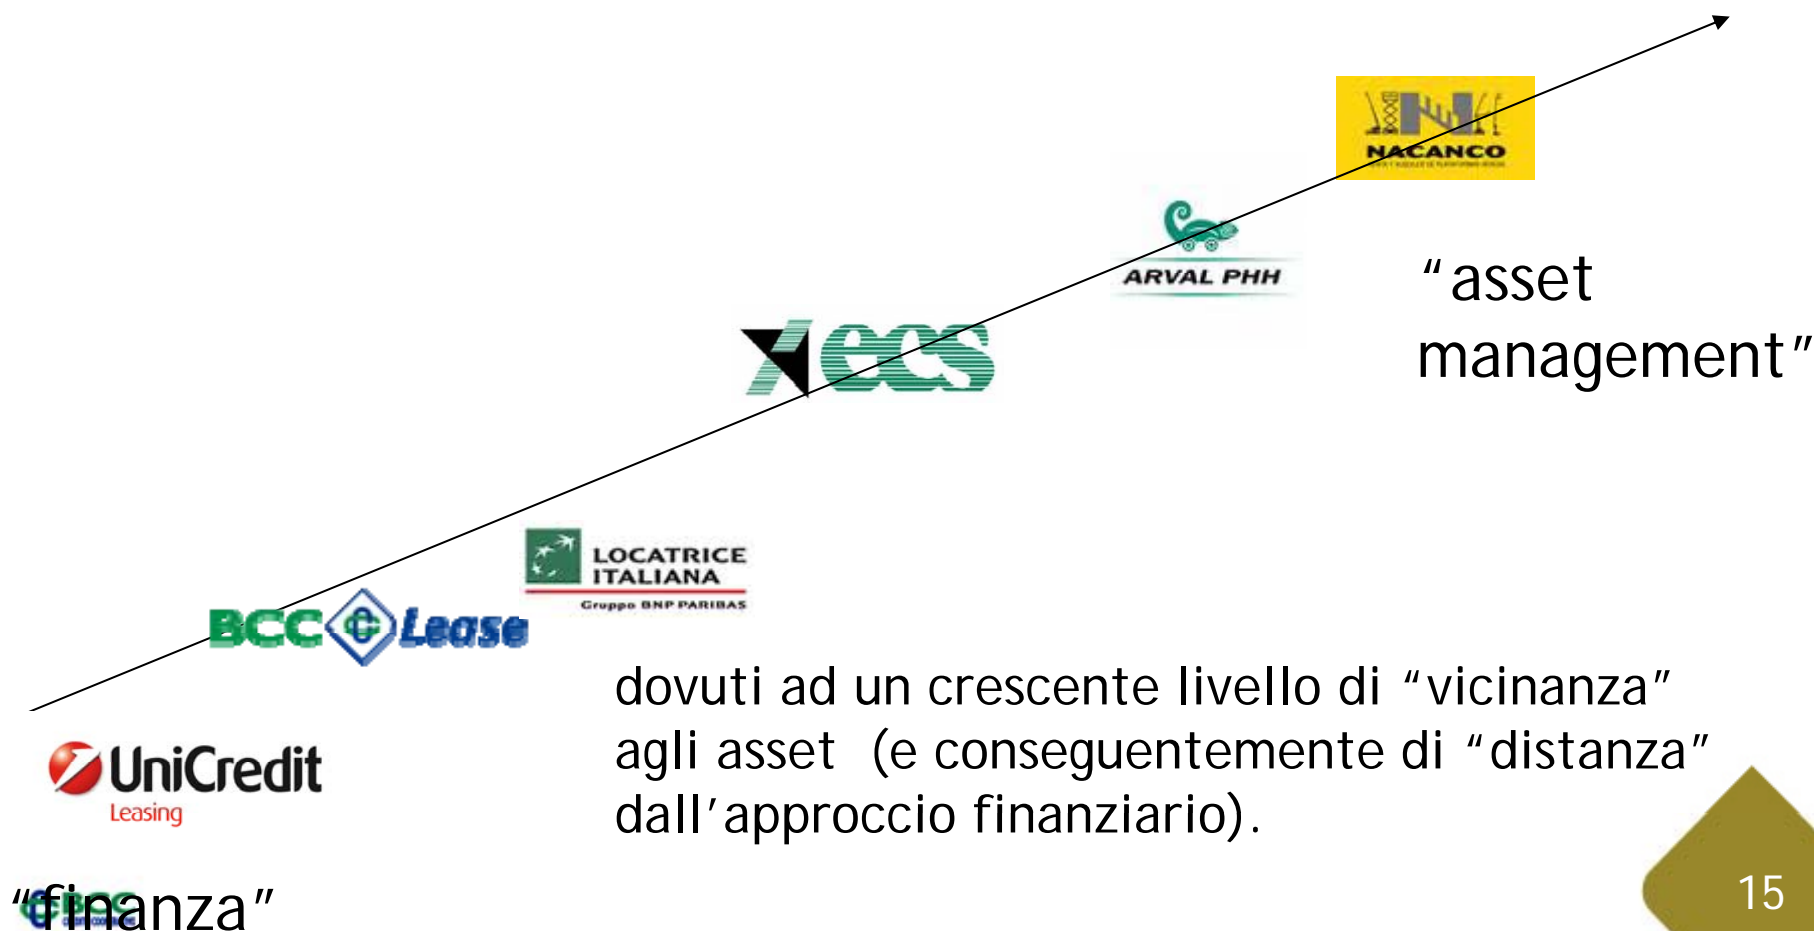 NACANCO
ARVAL PHH
"asset
management"
ecs
LOCATRICE
ITALIANA
Gruppo BNP PARIBAS
BCC Lease
dovuti ad un crescente livello di "vicinanza"
agli asset (e conseguentemente di "distanza"
dall'approccio finanziario).
UniCredit
Leasing
"finanza"
BCC
15